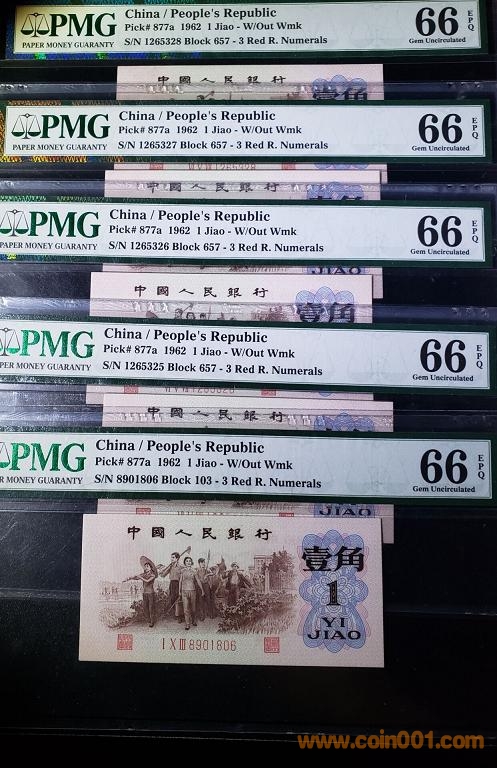 PMG
PAPER MONEY GUARANTY
China / People's Republic
Pick# 877a 1962 1 Jiao - W/Out Wmk
S/N 1265328 Block 657 - 3 Red R. Numerals
66 EPQ
Gem Uncirculated
中國人民銀行
壹角
PMG
PAPER MONEY GUARANTY
China / People's Republic
Pick# 877a 1962 1 Jiao - W/Out Wmk
S/N 1265327 Block 657 - 3 Red R. Numerals
66 EPQ
Gem Uncirculated
1265328
中國人民銀行
PMG
PAPER MONEY GUARANTY
China / People's Republic
Pick# 877a 1962 1 Jiao - W/Out Wmk
S/N 1265326 Block 657 - 3 Red R. Numerals
66 EPQ
Gem Uncirculated
JIAO
中國人民銀行
壹角
PMG
PAPER MONEY GUARANTY
China / People's Republic
Pick# 877a 1962 1 Jiao - W/Out Wmk
S/N 1265325 Block 657 - 3 Red R. Numerals
66 EPQ
Gem Uncirculated
中國人民銀行
PMG
PAPER MONEY GUARANTY
China / People's Republic
Pick# 877a 1962 1 Jiao - W/Out Wmk
S/N 8901806 Block 103 - 3 Red R. Numerals
66 EPQ
Gem Uncirculated
JIAO
中國人民銀行
壹角
1
YI
JIAO
I X III 8901806
www.coin001.com